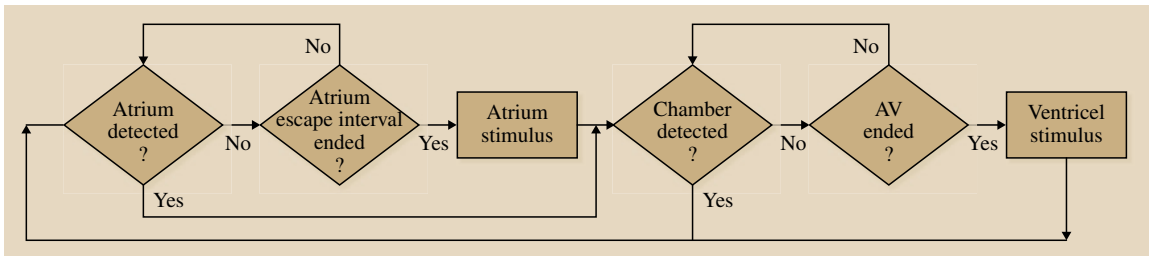 No
No
Atrium
detected
?
No
Atrium
escape interval
ended
?
Yes
Atrium
stimulus
Chamber
detected
?
No
AV
ended
?
Yes
Ventricel
stimulus
Yes
Yes